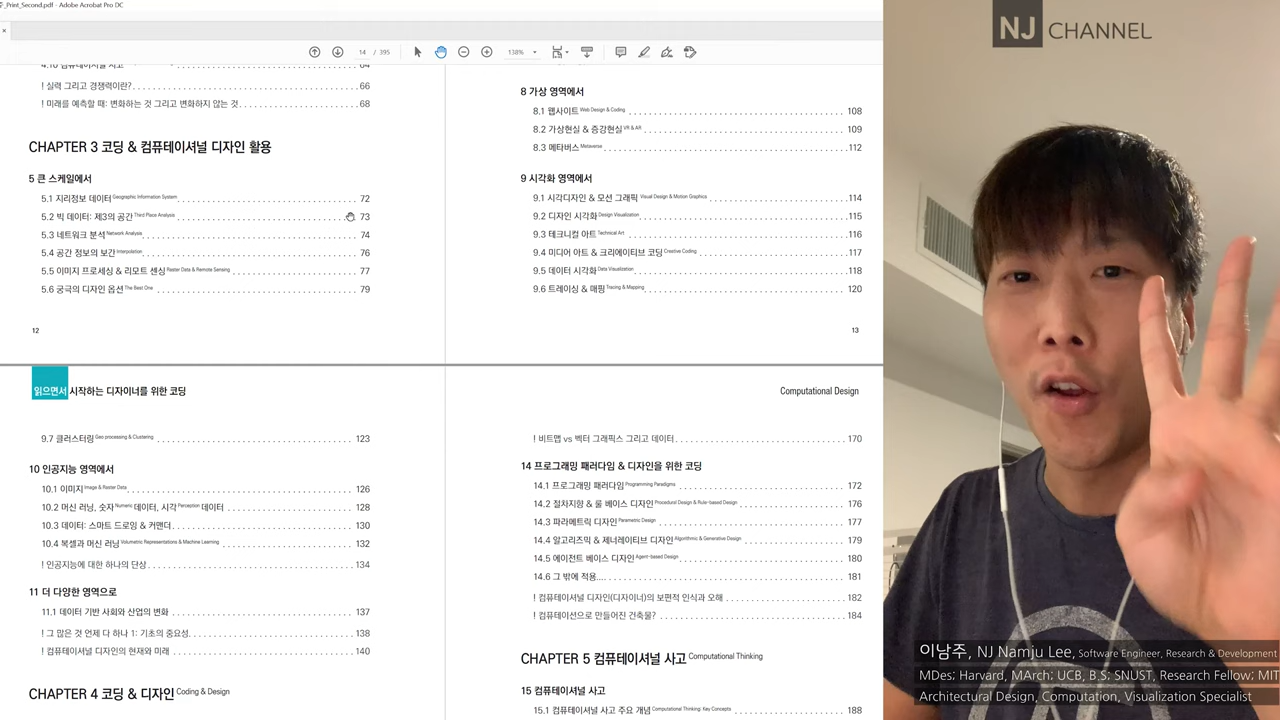 _Print_Second.pdf - Adobe Acrobat Pro DC
14 / 395
138%
! 실력 그리고 경쟁력이란? 66
! 미래를 예측할 때: 변화하는 것 그리고 변화하지 않는 것 68
CHAPTER 3 코딩 & 컴퓨테이셔널 디자인 활용
5 큰 스케일에서
5.1 지리정보 데이터 Geographic Information System 72
5.2 빅 데이터: 제3의 공간 Third Place Analysis 73
5.3 네트워크 분석 Network Analysis 74
5.4 공간 정보의 보간 Interpolation 76
5.5 이미지 프로세싱 & 리모트 센싱 Raster Data & Remote Sensing 77
5.6 궁극의 디자인 옵션 The Best One 79
12
8 가상 영역에서
8.1 웹사이트 Web Design & Coding 108
8.2 가상현실 & 증강현실 VR & AR 109
8.3 메타버스 Metaverse 112
9 시각화 영역에서
9.1 시각디자인 & 모션 그래픽 Visual Design & Motion Graphics 114
9.2 디자인 시각화 Design Visualization 115
9.3 테크니컬 아트 Technical Art 116
9.4 미디어 아트 & 크리에이티브 코딩 Creative Coding 117
9.5 데이터 시각화 Data Visualization 118
9.6 트레이싱 & 매핑 Tracing & Mapping 120
13
읽으면서 시작하는 디자이너를 위한 코딩
9.7 클러스터링 Geo processing & Clustering 123
10 인공지능 영역에서
10.1 이미지 Image & Raster Data 126
10.2 머신 러닝, 숫자 Numeric 데이터, 시각 Perception 데이터 128
10.3 데이터: 스마트 드로잉 & 커맨더 130
10.4 복셀과 머신 러닝 Volumetric Representations & Machine Learning 132
! 인공지능에 대한 하나의 단상 134
11 더 다양한 영역으로
11.1 데이터 기반 사회와 산업의 변화 137
! 그 많은 것 언제 다 하나 1: 기초의 중요성 138
! 컴퓨테이셔널 디자인의 현재와 미래 140
CHAPTER 4 코딩 & 디자인 Coding & Design
Computational Design
! 비트맵 vs 벡터 그래픽스 그리고 데이터 170
14 프로그래밍 패러다임 & 디자인을 위한 코딩
14.1 프로그래밍 패러다임 Programming Paradigms 172
14.2 절차지향 & 룰 베이스 디자인 Procedural Design & Rule-based Design 176
14.3 파라메트릭 디자인 Parametric Design 177
14.4 알고리즈믹 & 제너레이티브 디자인 Algorithmic & Generative Design 179
14.5 에이전트 베이스 디자인 Agent-based Design 180
14.6 그 밖에 적용.... 181
! 컴퓨테이셔널 디자인(디자이너)의 보편적 인식과 오해 182
! 컴퓨테이션으로 만들어진 건축물? 184
CHAPTER 5 컴퓨테이셔널 사고 Computational Thinking
15 컴퓨테이셔널 사고
15.1 컴퓨테이셔널 사고 주요 개념 Computational Thinking: Key Concepts 188
NJ CHANNEL
이남주, NJ Namju Lee, Software Engineer, Research & Development
MDes; Harvard, MArch; UCB, B.S; SNUST, Research Fellow; MIT
Architectural Design, Computation, Visualization Specialist